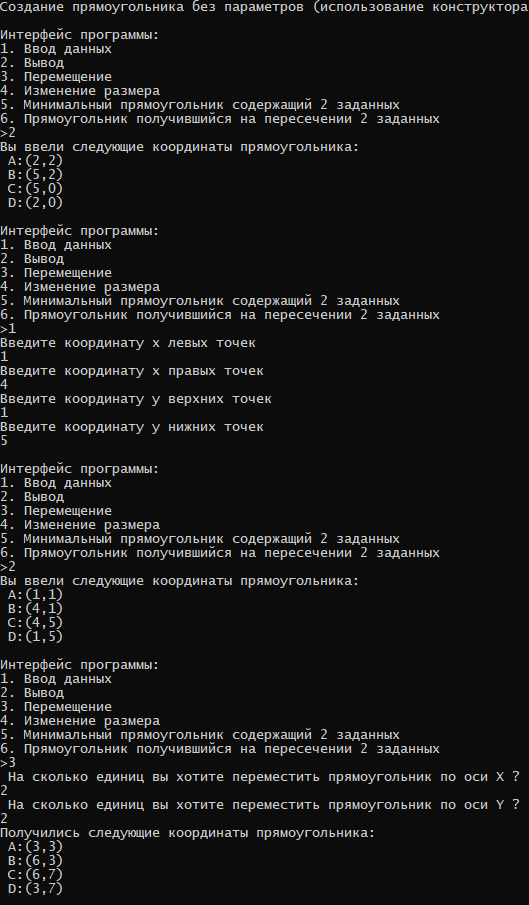 Создание прямоугольника без параметров (использование конструктора
Интерфейс программы:
1. Ввод данных
2. Вывод
3. Перемещение
4. Изменение размера
5. Минимальный прямоугольник содержащий 2 заданных
6. Прямоугольник получившийся на пересечении 2 заданных
>2
Вы ввели следующие координаты прямоугольника:
A:(2,2)
B:(5,2)
C:(5,0)
D:(2,0)
Интерфейс программы:
1. Ввод данных
2. Вывод
3. Перемещение
4. Изменение размера
5. Минимальный прямоугольник содержащий 2 заданных
6. Прямоугольник получившийся на пересечении 2 заданных
>1
Введите координату x левых точек
1
Введите координату x правых точек
4
Введите координату y верхних точек
1
Введите координату y нижних точек
5
Интерфейс программы:
1. Ввод данных
2. Вывод
3. Перемещение
4. Изменение размера
5. Минимальный прямоугольник содержащий 2 заданных
6. Прямоугольник получившийся на пересечении 2 заданных
>2
Вы ввели следующие координаты прямоугольника:
A:(1,1)
B:(4,1)
C:(4,5)
D:(1,5)
Интерфейс программы:
1. Ввод данных
2. Вывод
3. Перемещение
4. Изменение размера
5. Минимальный прямоугольник содержащий 2 заданных
6. Прямоугольник получившийся на пересечении 2 заданных
>3
На сколько единиц вы хотите переместить прямоугольник по оси X ?
2
На сколько единиц вы хотите переместить прямоугольник по оси Y ?
2
Получились следующие координаты прямоугольника:
A:(3,3)
B:(6,3)
C:(6,7)
D:(3,7)